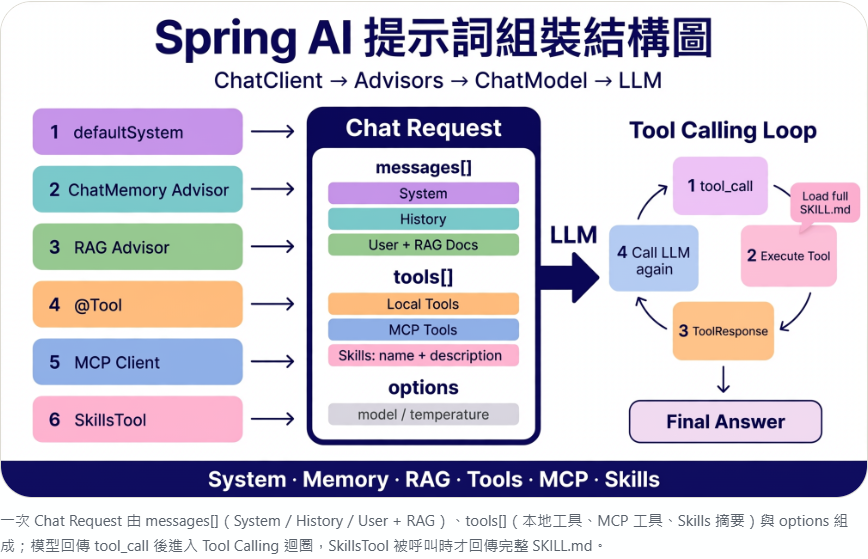 Spring AI 提示詞組裝結構圖
ChatClient → Advisors → ChatModel → LLM
1 defaultSystem
2 ChatMemory Advisor
3 RAG Advisor
4 @Tool
5 MCP Client
6 SkillsTool
Chat Request
messages[]
System
History
User + RAG Docs
tools[]
Local Tools
MCP Tools
Skills: name + description
options
model / temperature
LLM
Tool Calling Loop
1 tool_call
Load full
SKILL.md
2 Execute Tool
3 ToolResponse
4 Call LLM
again
Final Answer
System · Memory · RAG · Tools · MCP · Skills
一次 Chat Request 由 messages[]（System / History / User + RAG）、tools[]（本地工具、MCP 工具、Skills 摘要）與 options 組
成；模型回傳 tool_call 後進入 Tool Calling 迴圈，SkillsTool 被呼叫時才回傳完整 SKILL.md。